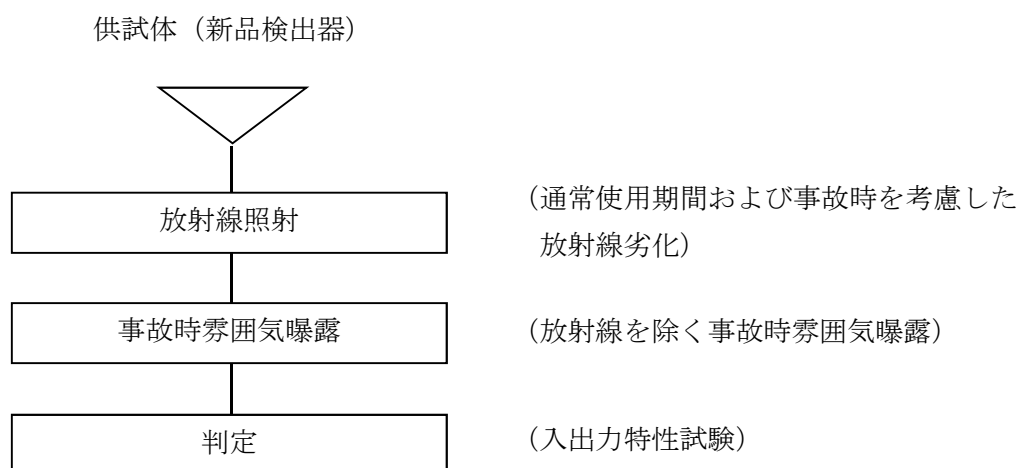 供試体（新品検出器）
放射線照射
（通常使用期間および事故時を考慮した
放射線劣化）
事故時雰囲気曝露
（放射線を除く事故時雰囲気曝露）
判定
（入出力特性試験）